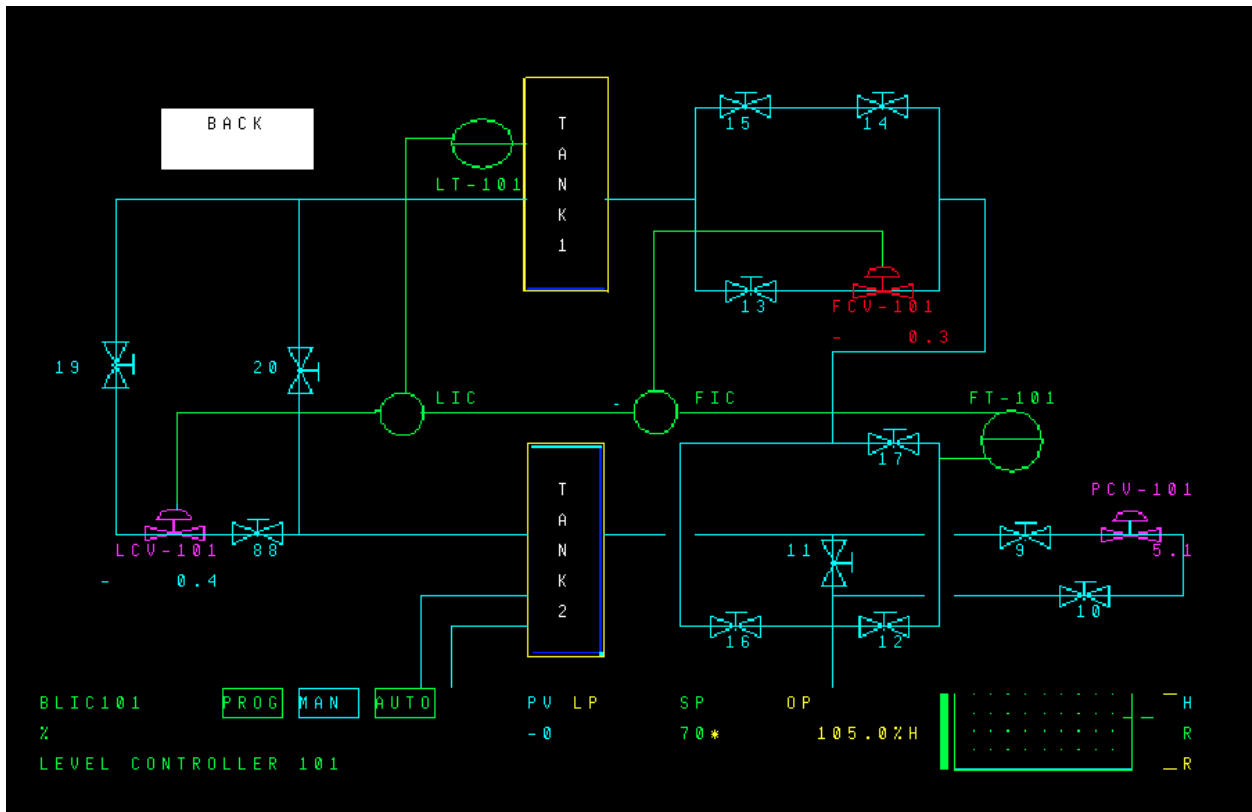 BACK
15
14
TANK1
LT-101
13
FCV-101
- 0.3
19
20
LIC
-
FIC
FT-101
17
TANK2
PCV-101
LCV-101
88
11
9
5.1
- 0.4
10
16
12
BLIC101 PROG MAN AUTO PV LP SP OP H
% -0 70* 105.0%H R
LEVEL CONTROLLER 101 R